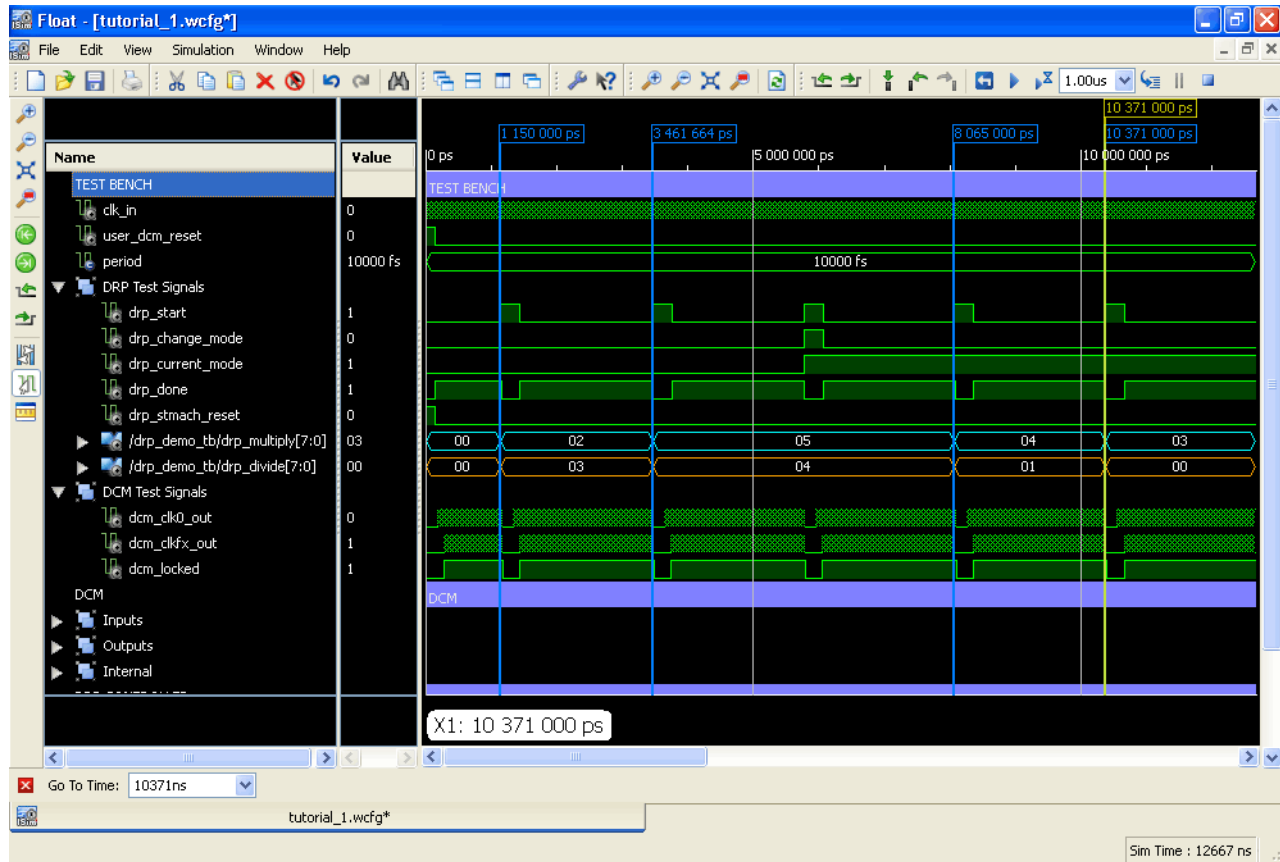 Float - [tutorial_1.wcfg*]
File Edit View Simulation Window Help
1.00us
10 371 000 ps
1 150 000 ps 3 461 664 ps 8 065 000 ps 10 371 000 ps
Name Value 0 ps 5 000 000 ps 10 000 000 ps
TEST BENCH TEST BENCH
clk_in 0
user_dcm_reset 0
period 10000 fs 10000 fs
DRP Test Signals
drp_start 1
drp_change_mode 0
drp_current_mode 1
drp_done 1
drp_stmach_reset 0
/drp_demo_tb/drp_multiply[7:0] 03 00 02 05 04 03
/drp_demo_tb/drp_divide[7:0] 00 00 03 04 01 00
DCM Test Signals
dcm_clk0_out 0
dcm_clkfx_out 1
dcm_locked 1
DCM DCM
Inputs
Outputs
Internal
X1: 10 371 000 ps
Go To Time: 10371ns
ISim tutorial_1.wcfg*
Sim Time : 12667 ns